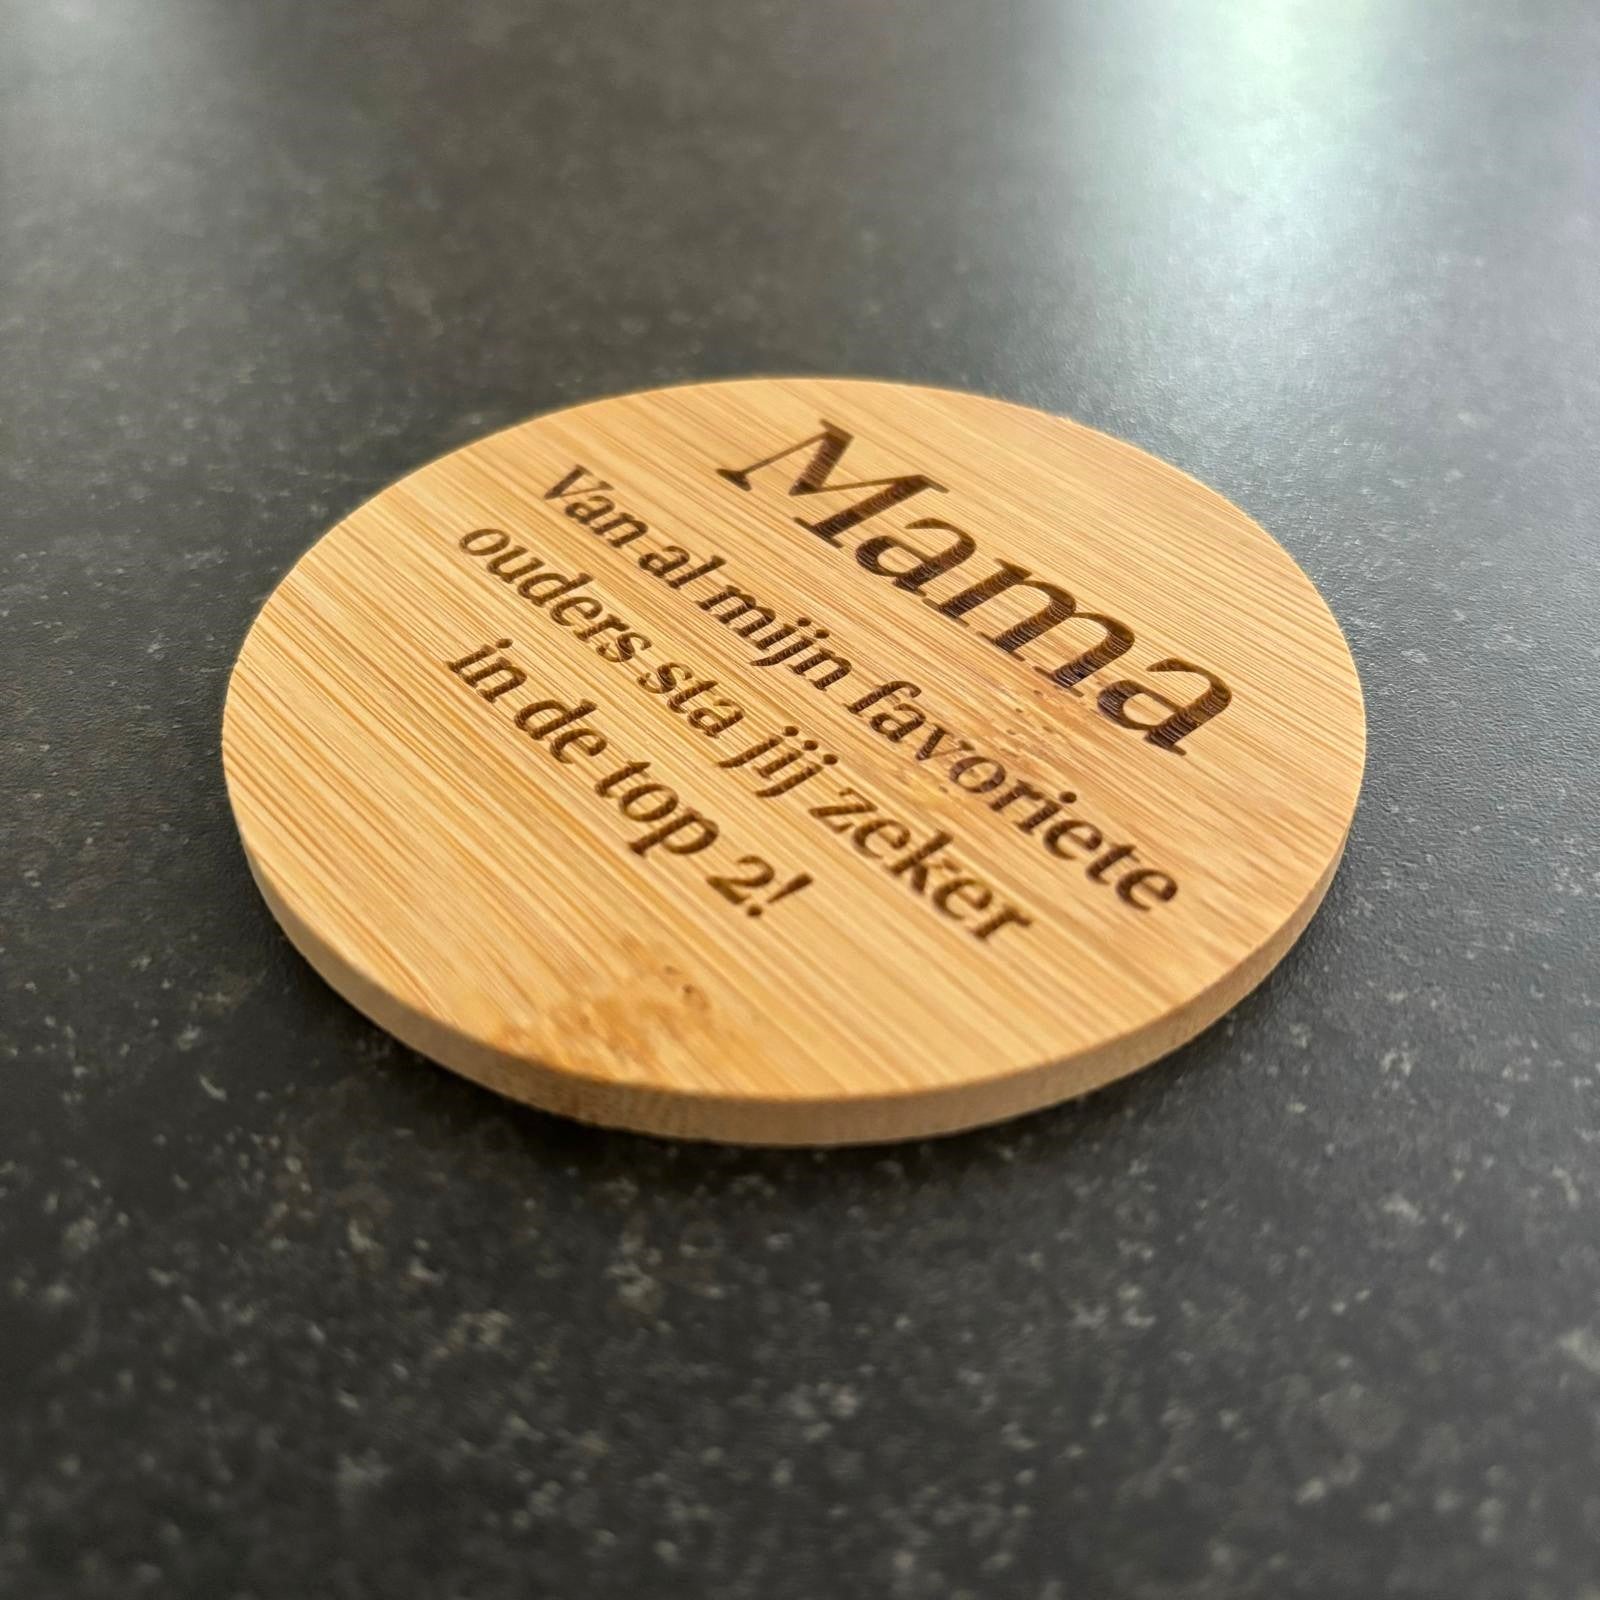 Mama
Van al mijn favoriete
ouders sta jij zeker
in de top 2!